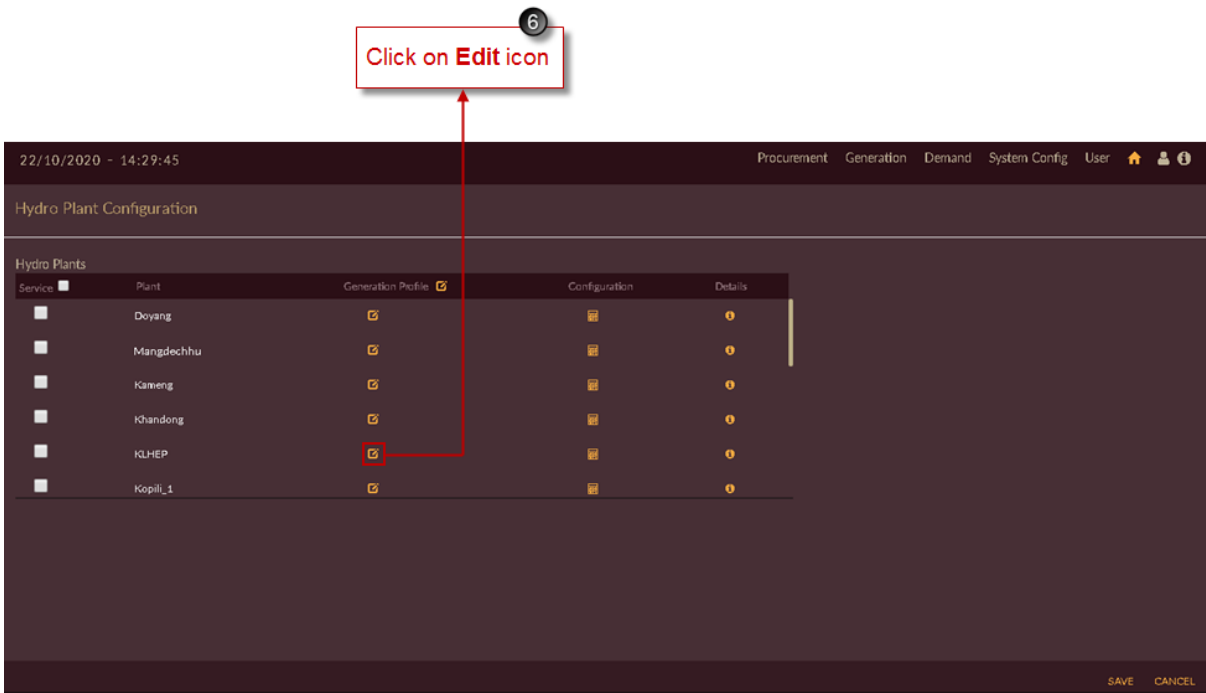 6
Click on Edit icon
22/10/2020 - 14:29:45
Procurement Generation Demand System Config User
Hydro Plant Configuration
Hydro Plants
Service Plant Generation Profile Configuration Details
Doyang
Mangdechhu
Kameng
Khandong
KLHEP
Kopili_1
SAVE CANCEL